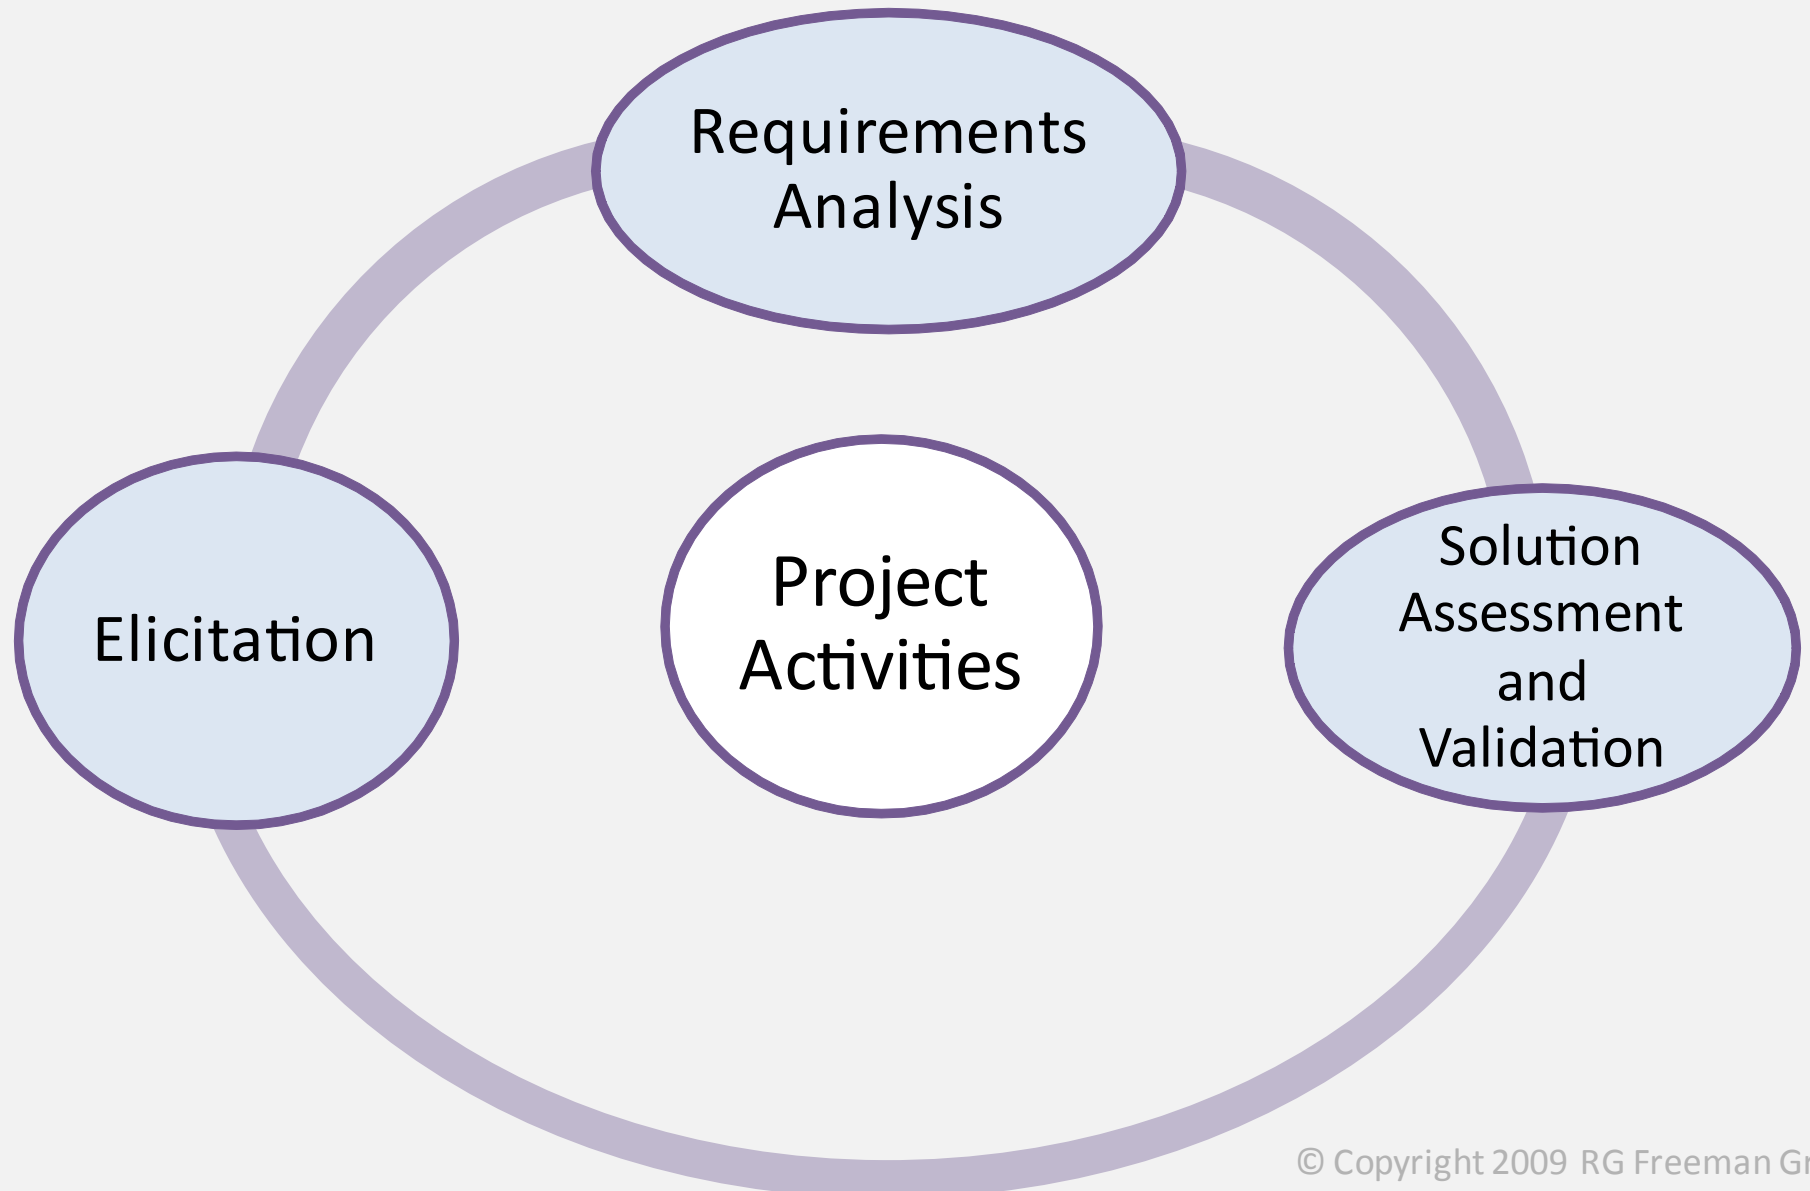 Requirements
Analysis
Elicitation
Project
Activities
Solution
Assessment
and
Validation
© Copyright 2009 RG Freeman